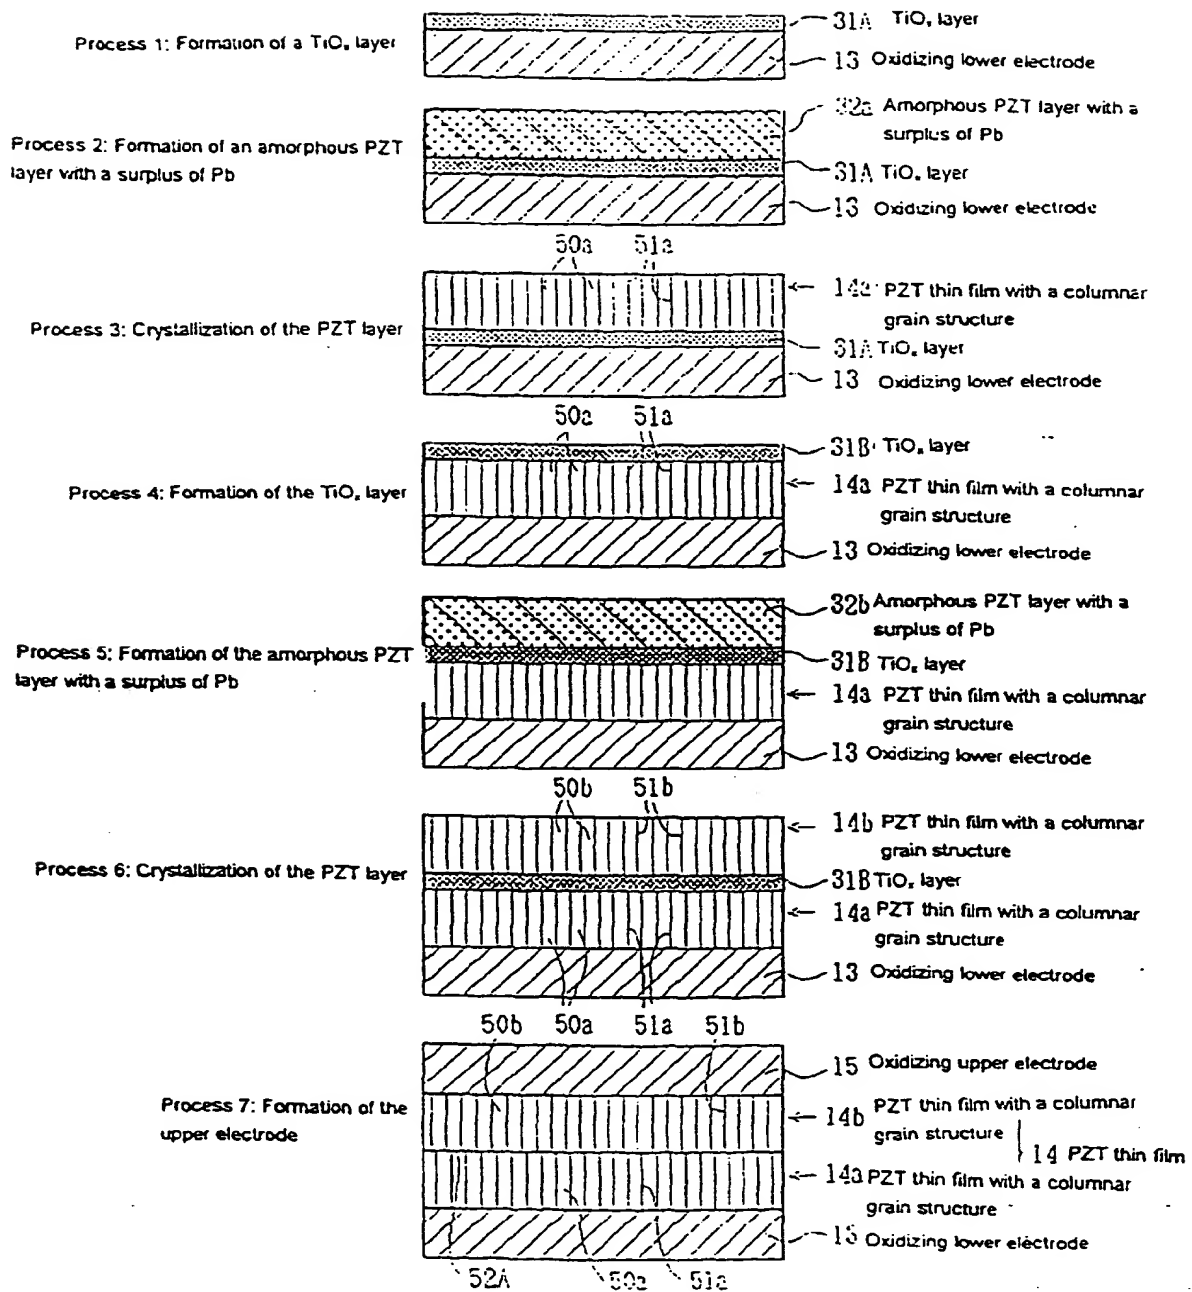 31A TiOₓ layer
Process 1: Formation of a TiOₓ layer
13 Oxidizing lower electrode
32a Amorphous PZT layer with a
surplus of Pb
Process 2: Formation of an amorphous PZT
layer with a surplus of Pb
31A TiOₓ layer
13 Oxidizing lower electrode
50a 51a
14a PZT thin film with a columnar
grain structure
Process 3: Crystallization of the PZT layer
31A TiOₓ layer
13 Oxidizing lower electrode
50a 51a
31B TiOₓ layer
Process 4: Formation of the TiOₓ layer
14a PZT thin film with a columnar
grain structure
13 Oxidizing lower electrode
32b Amorphous PZT layer with a
surplus of Pb
Process 5: Formation of the amorphous PZT
layer with a surplus of Pb
31B TiOₓ layer
14a PZT thin film with a columnar
grain structure
13 Oxidizing lower electrode
50b 51b
14b PZT thin film with a columnar
grain structure
Process 6: Crystallization of the PZT layer
31B TiOₓ layer
14a PZT thin film with a columnar
grain structure
13 Oxidizing lower electrode
50b 50a 51a 51b
15 Oxidizing upper electrode
Process 7: Formation of the
upper electrode
14b PZT thin film with a columnar
grain structure
14 PZT thin film
14a PZT thin film with a columnar
grain structure
13 Oxidizing lower electrode
52A 50a 51a